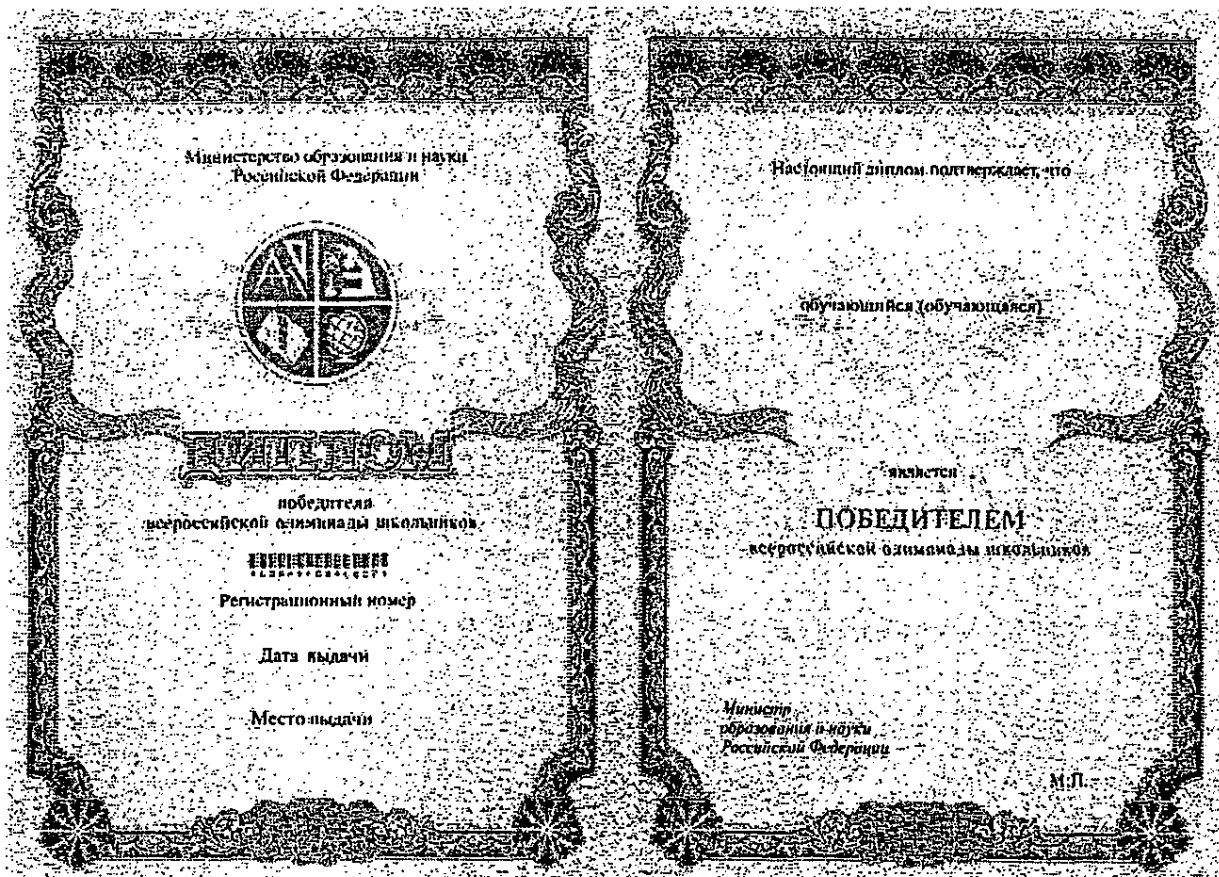 Министерство образования и науки
Российской Федерации
ДИПЛОМ
победителя
всероссийской олимпиады школьников
Регистрационный номер
Дата выдачи
Место выдачи
Настоящий диплом подтверждает, что
обучающийся (обучающаяся)
является
ПОБЕДИТЕЛЕМ
всероссийской олимпиады школьников
Министр
образования и науки
Российской Федерации
М.П.